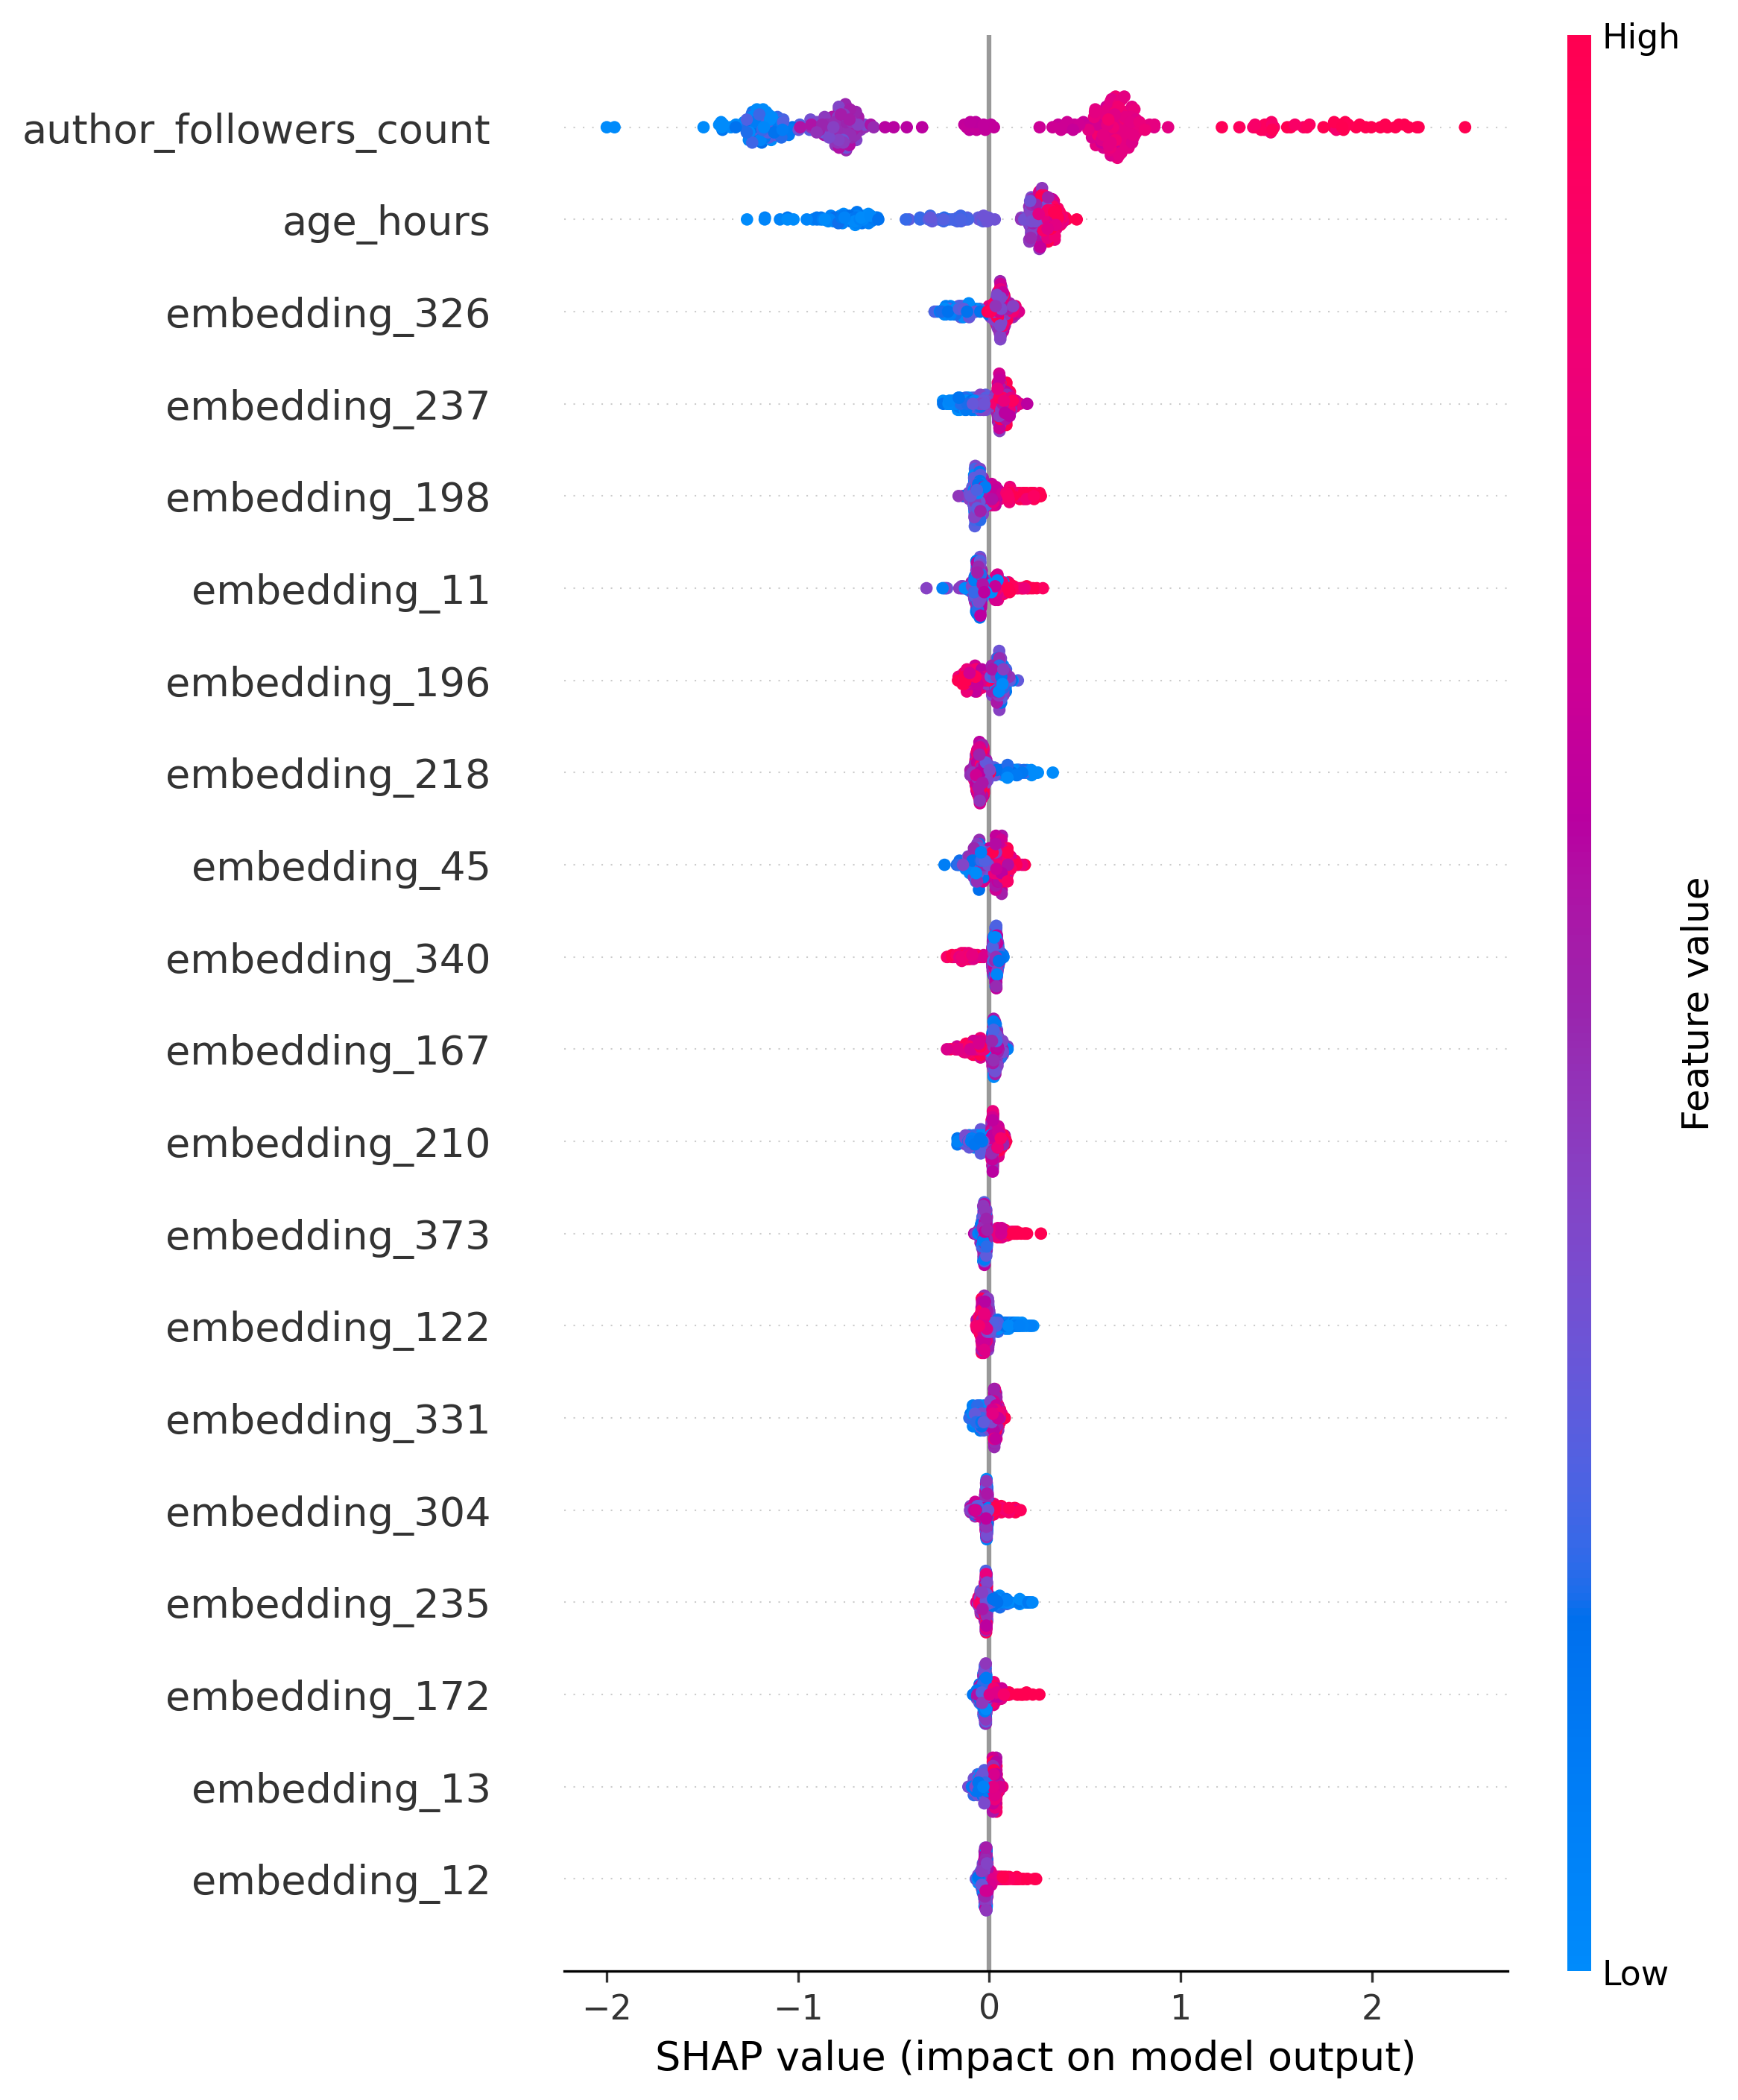 High
author_followers_count
age_hours
embedding_326
embedding_237
embedding_198
embedding_11
embedding_196
embedding_218
embedding_45
embedding_340
embedding_167
embedding_210
embedding_373
embedding_122
embedding_331
embedding_304
embedding_235
embedding_172
embedding_13
embedding_12
Feature value
Low
−2 −1 0 1 2
SHAP value (impact on model output)